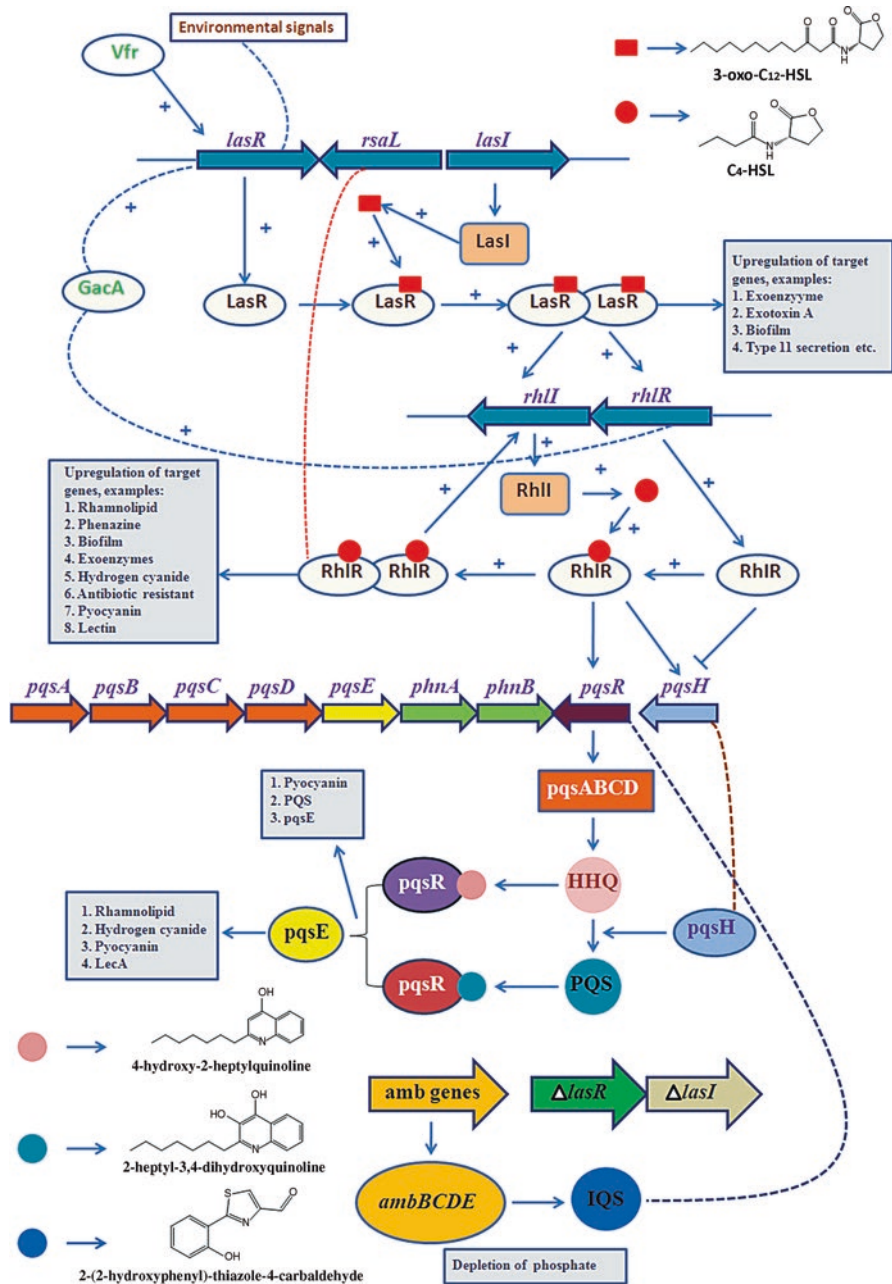 Environmental signals
Vfr
+
3-oxo-C12-HSL
lasR rsaL lasI
C4-HSL
+
+
+
+
LasI
GacA
LasR
LasR
+
LasR LasR
Upregulation of target
genes, examples:
1. Exoenzyyme
2. Exotoxin A
3. Biofilm
4. Type 11 secretion etc.
+
+
rhlI rhlR
+
+
+
+
+
RhlI
+
Upregulation of target
genes, examples:
1. Rhamnolipid
2. Phenazine
3. Biofilm
4. Exoenzymes
5. Hydrogen cyanide
6. Antibiotic resistant
7. Pyocyanin
8. Lectin
RhlR RhlR
+
RhlR
+
RhlR
pqsA pqsB pqsC pqsD pqsE phnA phnB pqsR pqsH
1. Pyocyanin
2. PQS
3. pqsE
pqsABCD
pqsR
HHQ
1. Rhamnolipid
2. Hydrogen cyanide
3. Pyocyanin
4. LecA
pqsE
pqsH
pqsR
PQS
OH
N
4-hydroxy-2-heptylquinoline
amb genes
ΔlasR ΔlasI
OH
HO
N
2-heptyl-3,4-dihydroxyquinoline
ambBCDE
IQS
S
O
N
OH
2-(2-hydroxyphenyl)-thiazole-4-carbaldehyde
Depletion of phosphate
O
O
O
O
N
H
O
O
O
N
H